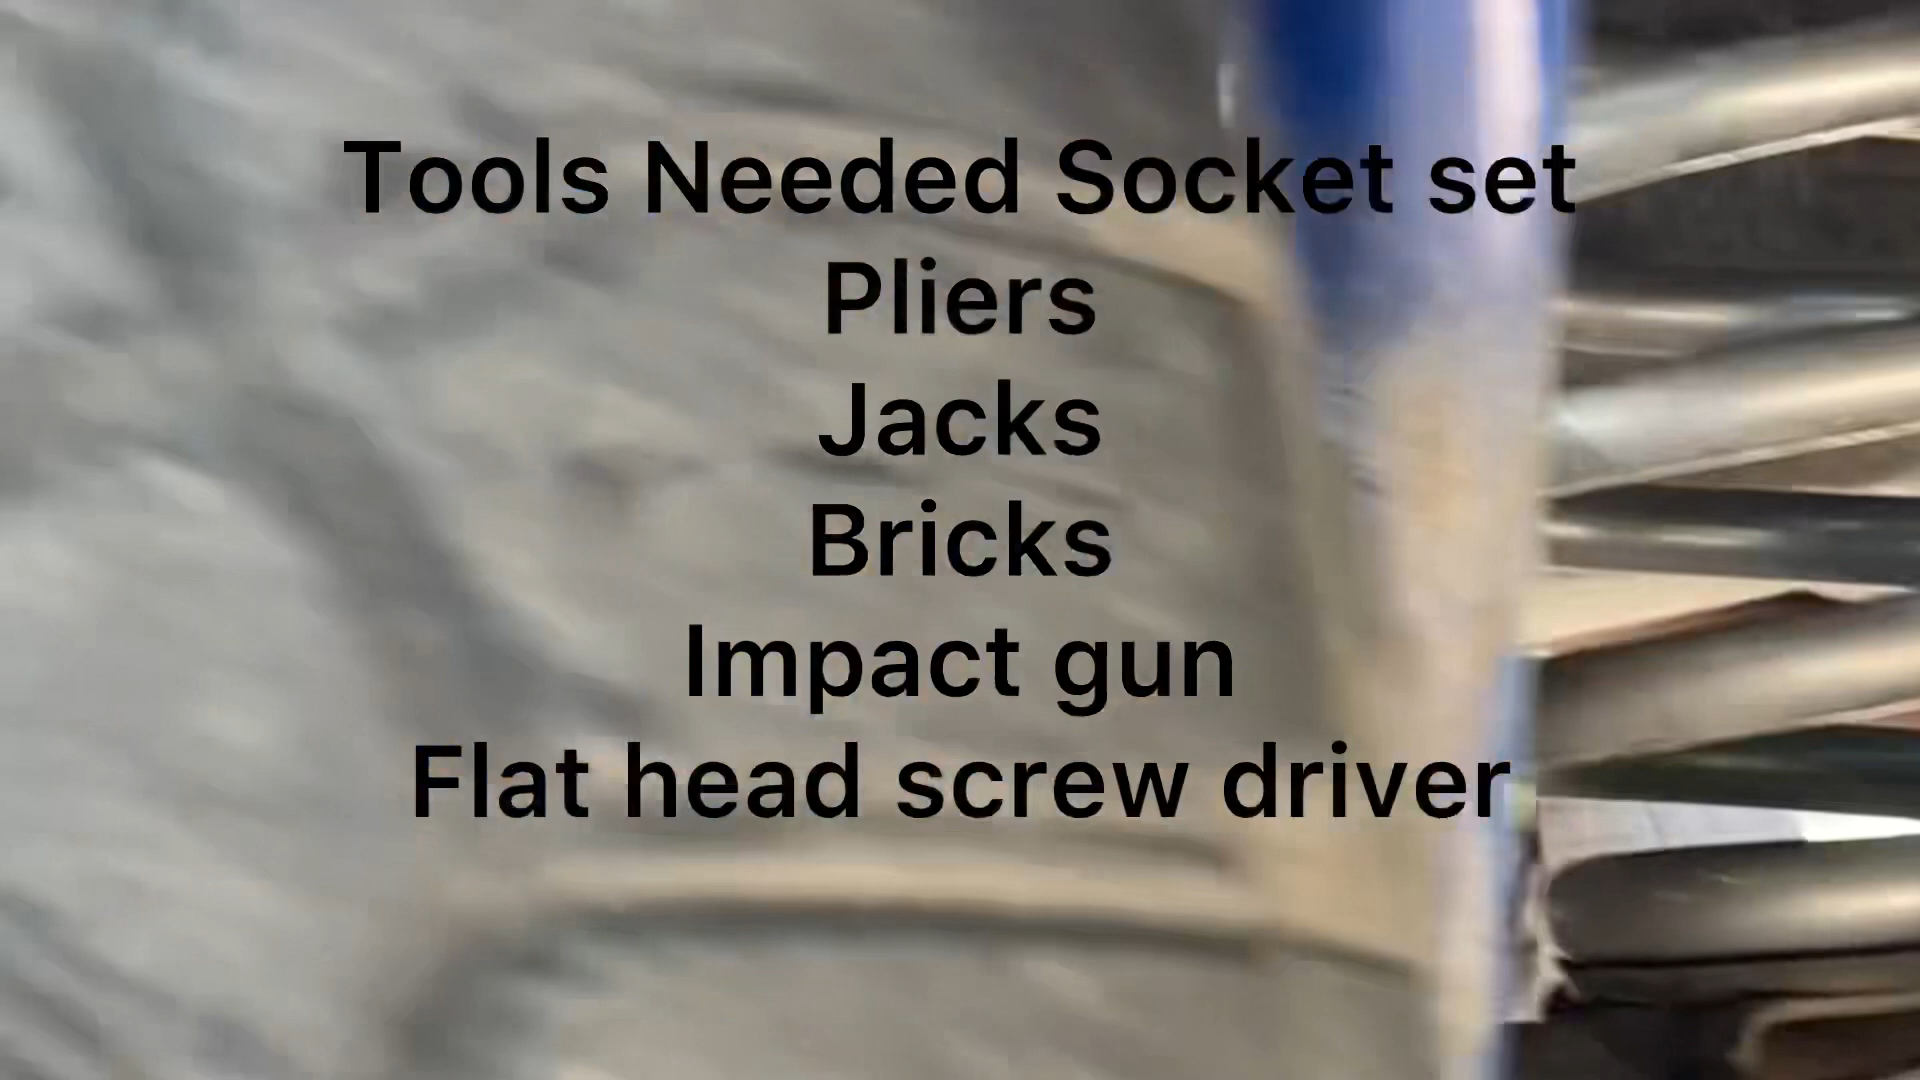 Tools Needed Socket set
Pliers
Jacks
Bricks
Impact gun
Flat head screw driver